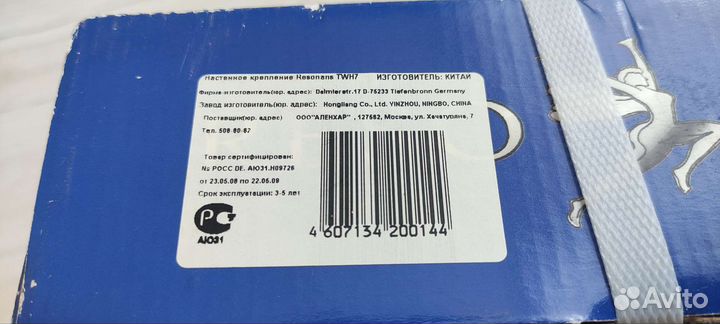 Настенное крепление Resonans TWH7 ИЗГОТОВИТЕЛЬ: КИТАЙ
Фирма-изготовитель(юр. адрес): Daimlerstr.17 D-75233 Tiefenbronn Germany
Завод изготовитель(юр. адрес): Hongliang Co., Ltd. YINZHOU, NINGBO, CHINA
Поставщик(юр. адрес) ООО"АЛЕНХАР" , 127562, Москва, ул. Хачатуряна, 7
Тел. 508-80-87
Товар сертифицирован:
№ РОСС DE. АЮ31.Н09726
от 23.05.08 по 22.05.09
Срок эксплуатации: 3-5 лет
АЮ31
4 607134 200144
Avito